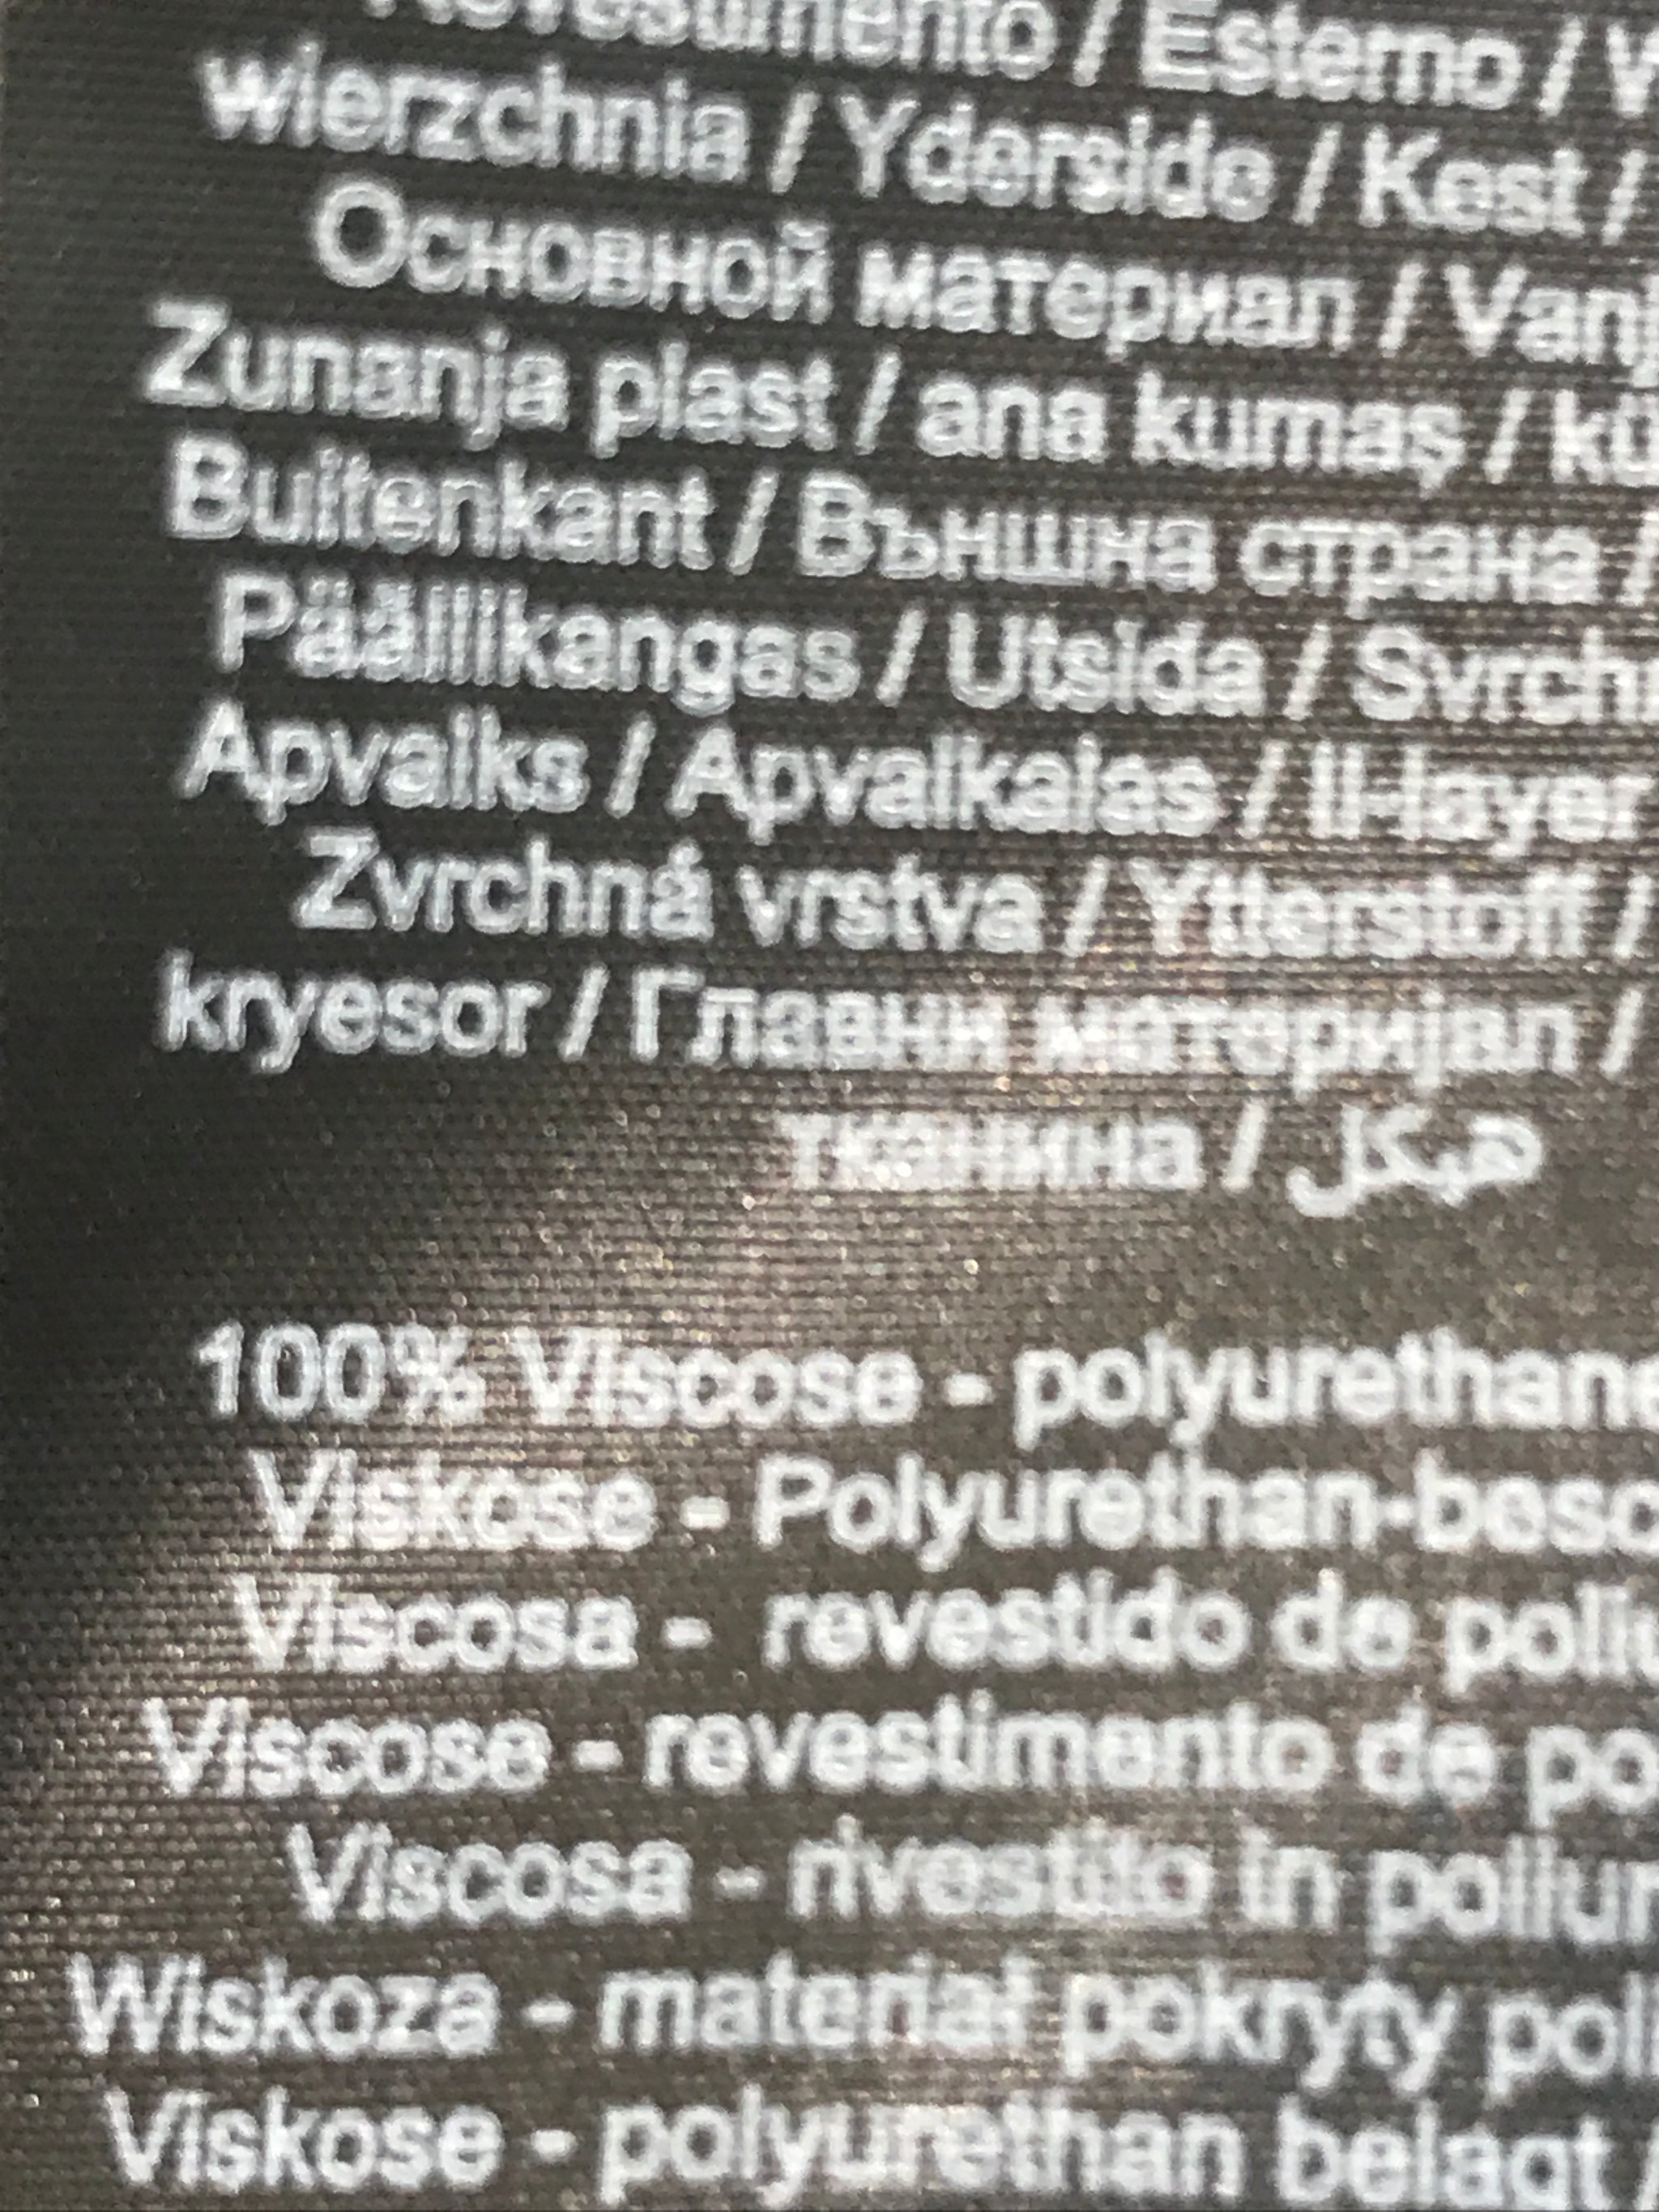 Revestimento / Esterno /
wierzchnia / Yderside / Kest /
Основной материал / Vanj
Zunanja plast / ana kumaş / kü
Buitenkant / Външна страна /
Päällikangas / Utsida / Svrchn
Apvalks / Apvalkalas / Il-layer
Zvrchná vrstva / Ytterstoff /
kryesor / Главни материјал /
тканина / هيكل
100% Viscose - polyurethane
Viskose - Polyurethan-besc
Viscosa - revestido de poliu
Viscose - revestimento de po
Viscosa - rivestito in poliur
Wiskoza - materiał pokryty poli
Viskose - polyurethan belagt /